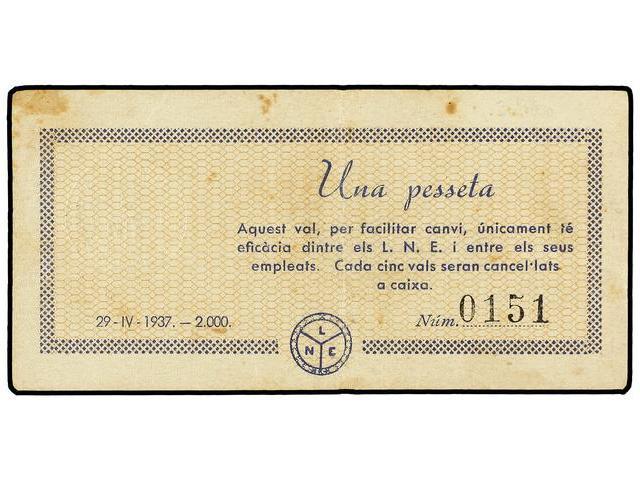 Una pesseta
Aquest val, per facilitar canvi, únicament té
eficàcia dintre els L. N. E. i entre els seus
empleats. Cada cinc vals seran cancel·lats
a caixa.
29-IV-1937. — 2.000.
Núm. 0151
L
N E